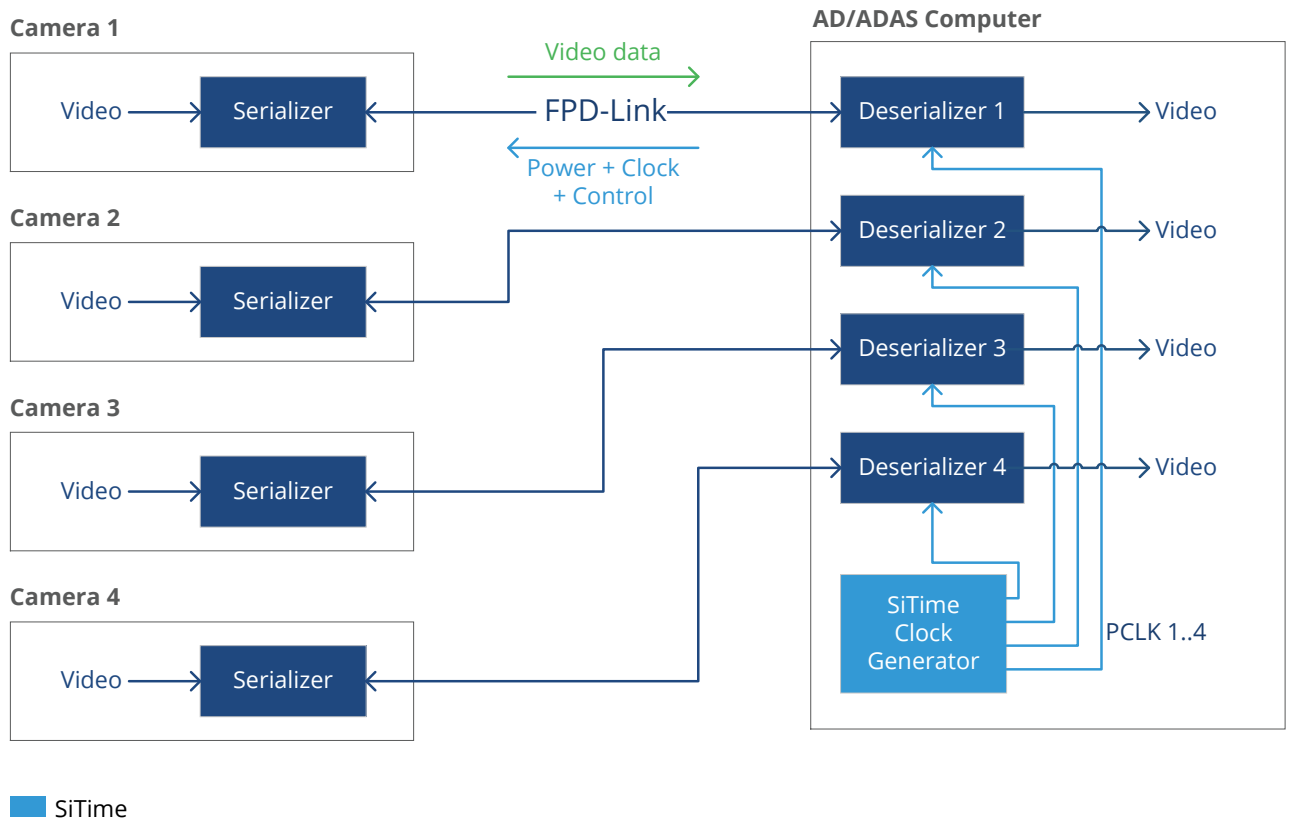 Camera 1
Video
Serializer
Video data
FPD-Link
Power + Clock
+ Control
AD/ADAS Computer
Deserializer 1
Video
Camera 2
Video
Serializer
Deserializer 2
Video
Camera 3
Video
Serializer
Deserializer 3
Video
Camera 4
Video
Serializer
Deserializer 4
Video
SiTime
Clock
Generator
PCLK 1..4
SiTime